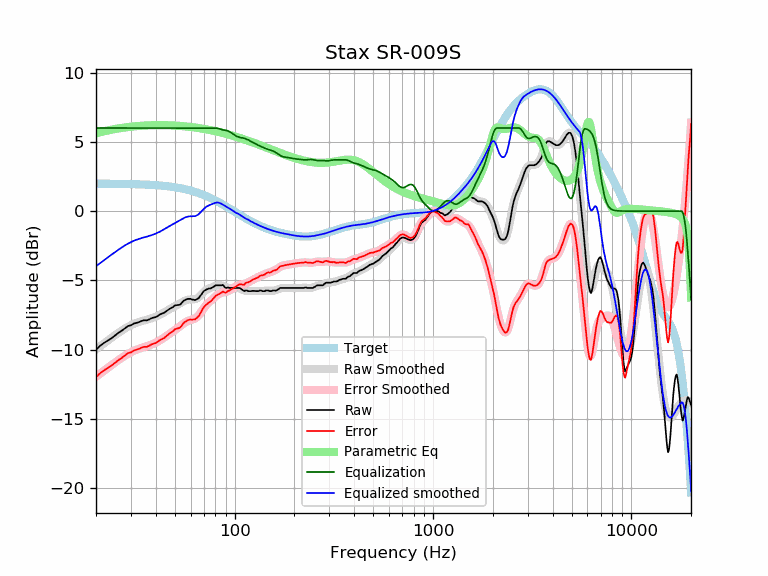 Stax SR-009S
10
5
0
−5
−10
−15
−20
Amplitude (dBr)
Target
Raw Smoothed
Error Smoothed
Raw
Error
Parametric Eq
Equalization
Equalized smoothed
100
1000
10000
Frequency (Hz)